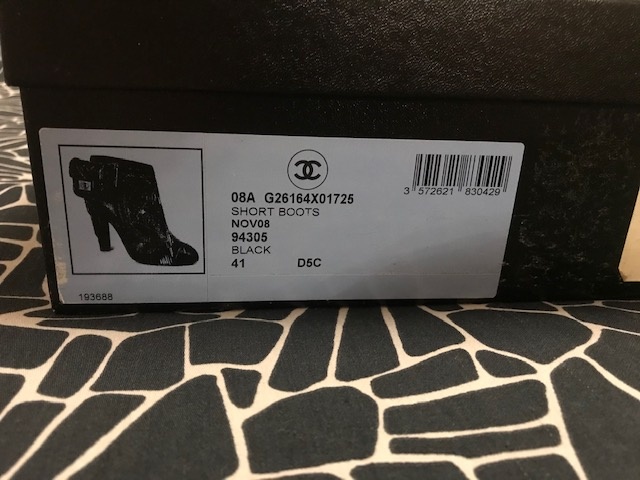 08A G26164X01725
SHORT BOOTS
NOV08
94305
BLACK
41 D5C
3 572621 830429
193688